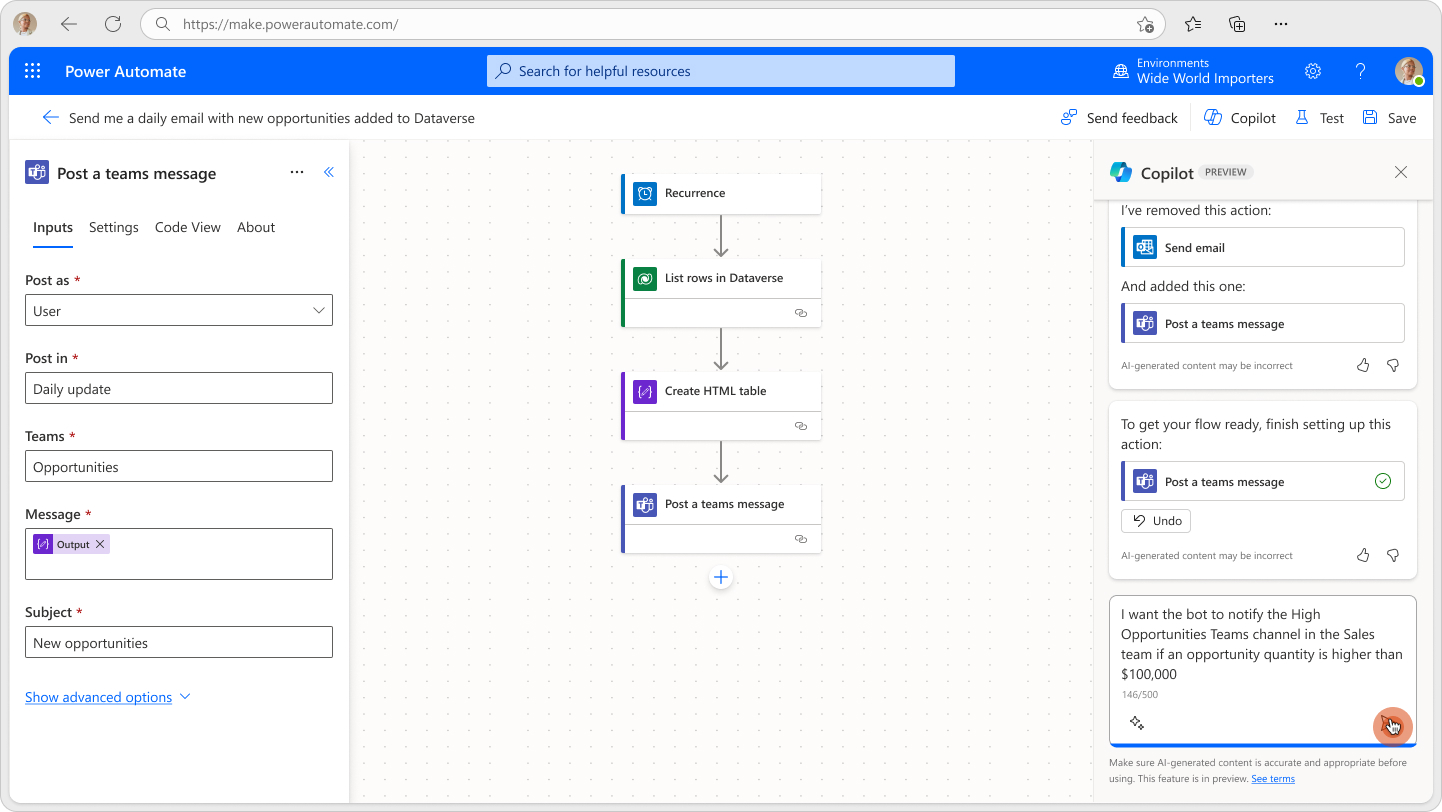 https://make.powerautomate.com/
Power Automate
Search for helpful resources
Environments
Wide World Importers
Send me a daily email with new opportunities added to Dataverse
Send feedback
Copilot
Test
Save
Post a teams message
Inputs
Settings
Code View
About
Post as *
User
Post in *
Daily update
Teams *
Opportunities
Message *
Output
Subject *
New opportunities
Show advanced options
Recurrence
List rows in Dataverse
Create HTML table
Post a teams message
Copilot
PREVIEW
I've removed this action:
Send email
And added this one:
Post a teams message
AI-generated content may be incorrect
To get your flow ready, finish setting up this
action:
Post a teams message
Undo
AI-generated content may be incorrect
I want the bot to notify the High
Opportunities Teams channel in the Sales
team if an opportunity quantity is higher than
$100,000
146/500
Make sure AI-generated content is accurate and appropriate before
using. This feature is in preview. See terms